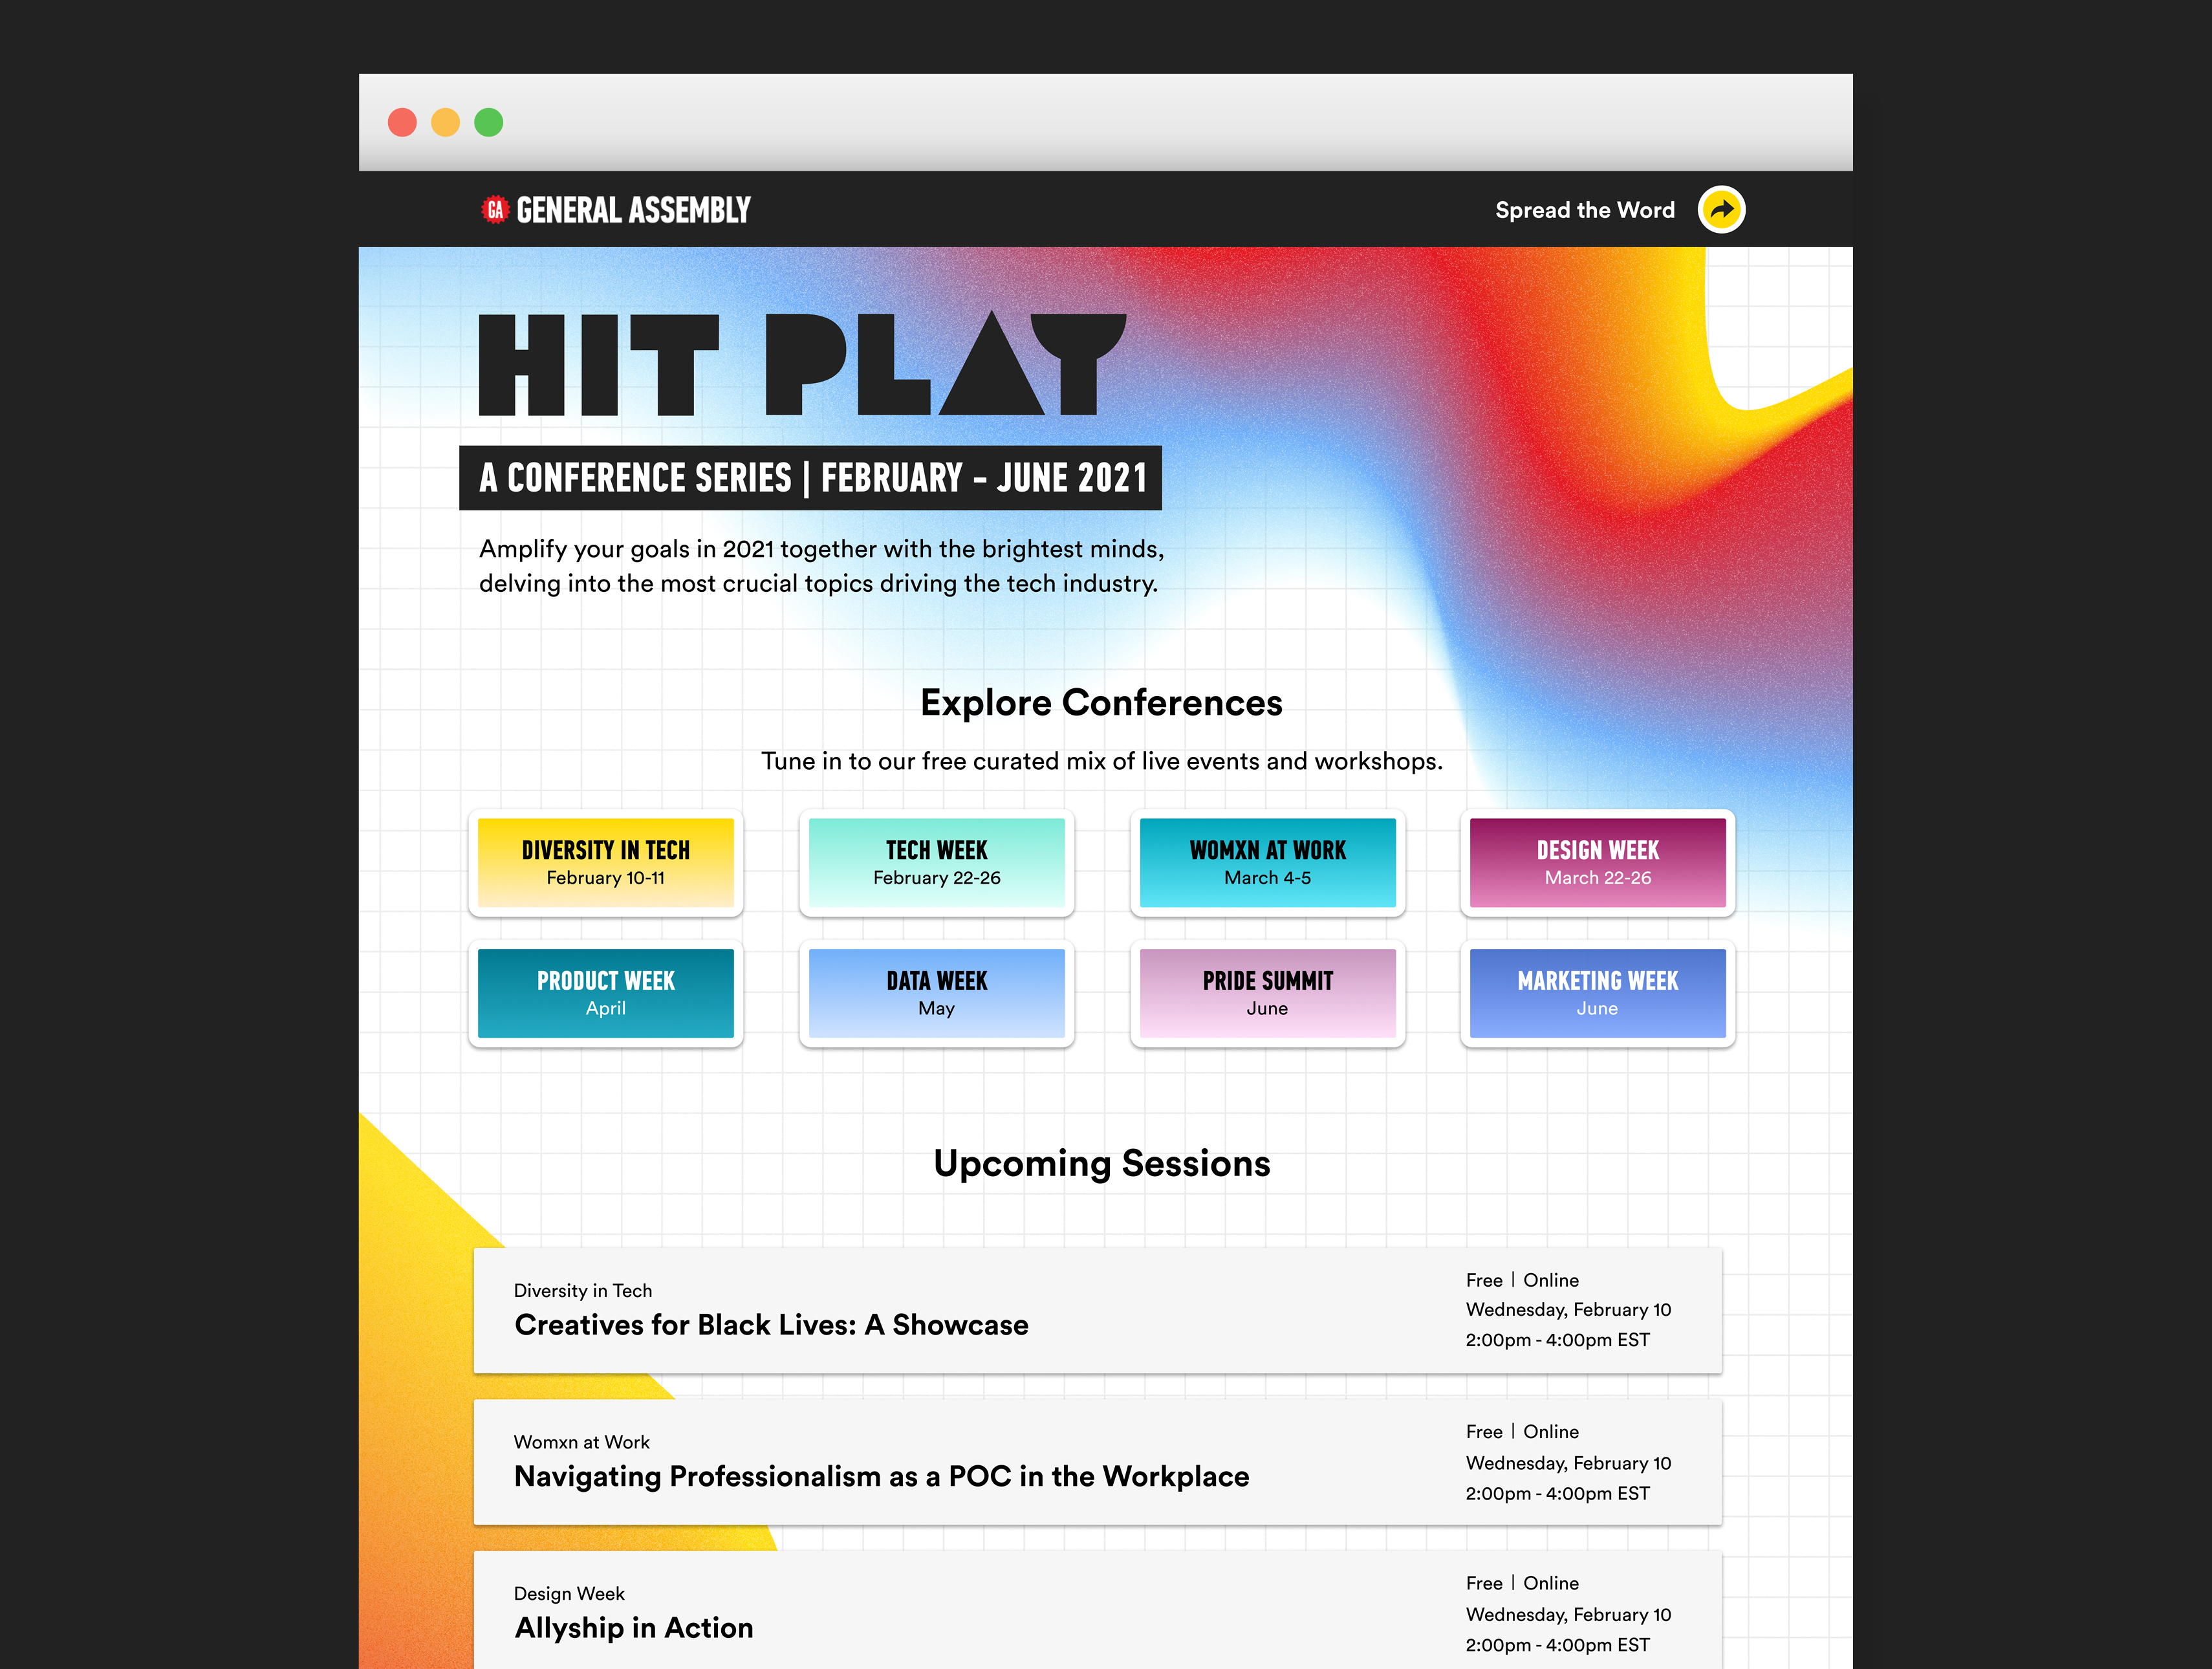 GA GENERAL ASSEMBLY
Spread the Word
HIT PLAY
A CONFERENCE SERIES | FEBRUARY – JUNE 2021
Amplify your goals in 2021 together with the brightest minds,
delving into the most crucial topics driving the tech industry.
Explore Conferences
Tune in to our free curated mix of live events and workshops.
DIVERSITY IN TECH
February 10-11
TECH WEEK
February 22-26
WOMXN AT WORK
March 4-5
DESIGN WEEK
March 22-26
PRODUCT WEEK
April
DATA WEEK
May
PRIDE SUMMIT
June
MARKETING WEEK
June
Upcoming Sessions
Diversity in Tech
Creatives for Black Lives: A Showcase
Free | Online
Wednesday, February 10
2:00pm - 4:00pm EST
Womxn at Work
Navigating Professionalism as a POC in the Workplace
Free | Online
Wednesday, February 10
2:00pm - 4:00pm EST
Design Week
Allyship in Action
Free | Online
Wednesday, February 10
2:00pm - 4:00pm EST